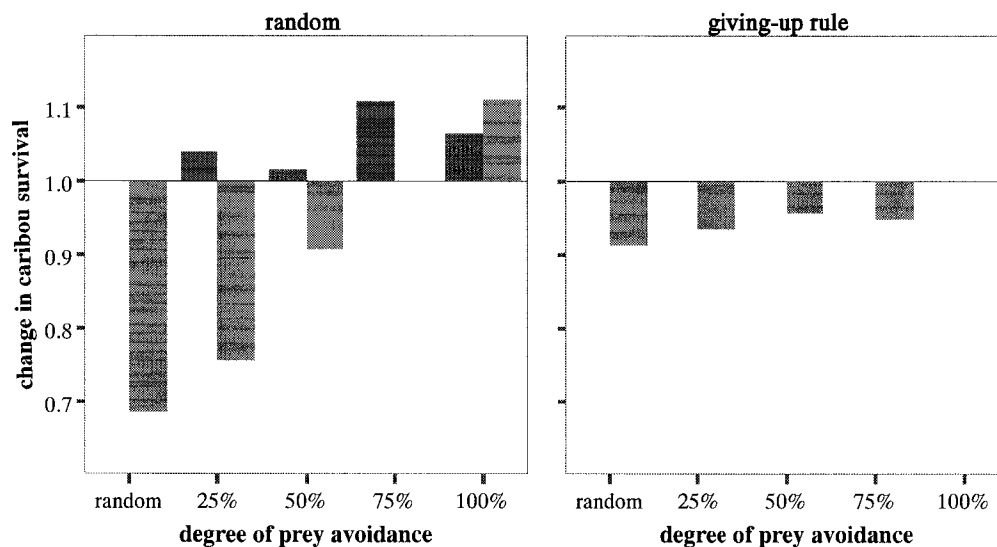 random
giving-up rule
change in caribou survival
1.1
1.0
0.9
0.8
0.7
random 25% 50% 75% 100%
random 25% 50% 75% 100%
degree of prey avoidance
degree of prey avoidance